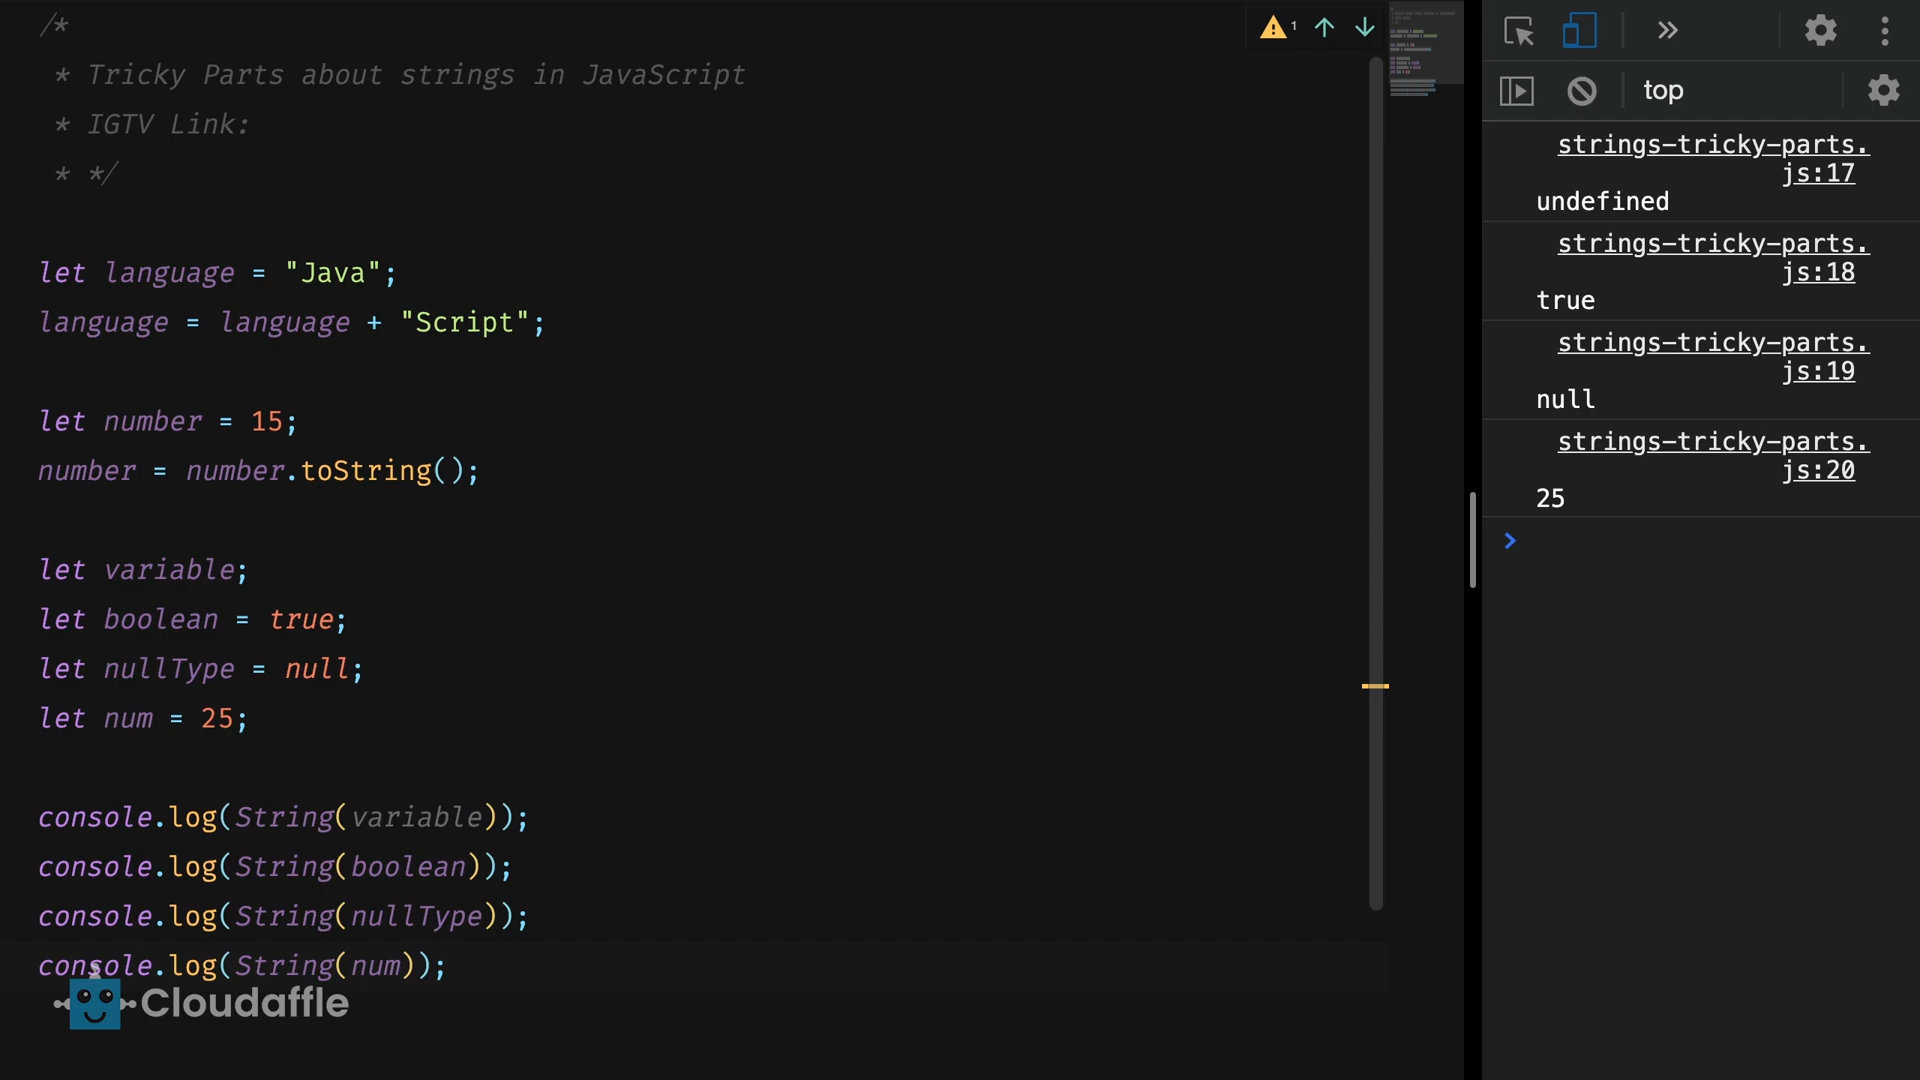 /*
* Tricky Parts about strings in JavaScript
* IGTV Link:
* */
let language = "Java";
language = language + "Script";
let number = 15;
number = number.toString();
let variable;
let boolean = true;
let nullType = null;
let num = 25;
console.log(String(variable));
console.log(String(boolean));
console.log(String(nullType));
console.log(String(num));
Cloudaffle
1
top
strings-tricky-parts.
js:17
undefined
strings-tricky-parts.
js:18
true
strings-tricky-parts.
js:19
null
strings-tricky-parts.
js:20
25